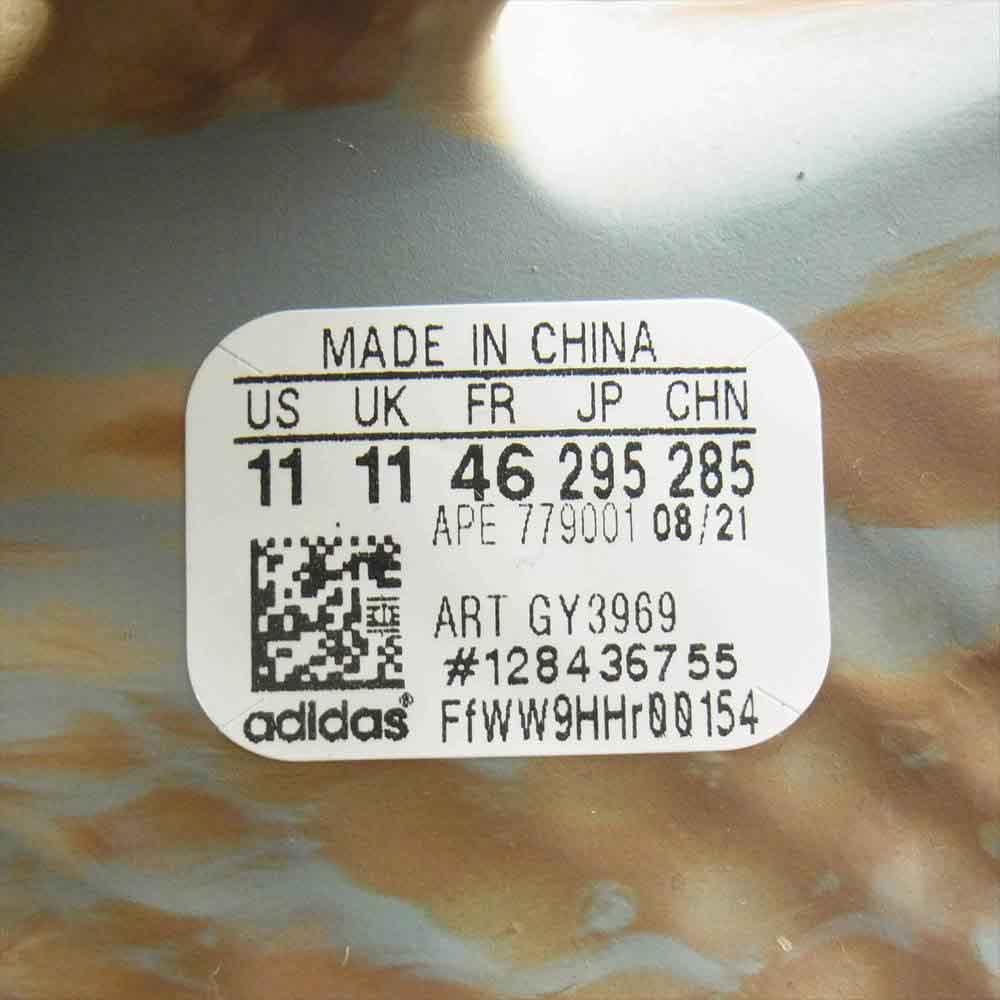 MADE IN CHINA
US UK FR JP CHN
11 11 46 295 285
APE 779001 08/21
ART GY3969
#128436755
adidas® FfWW9HHr00154